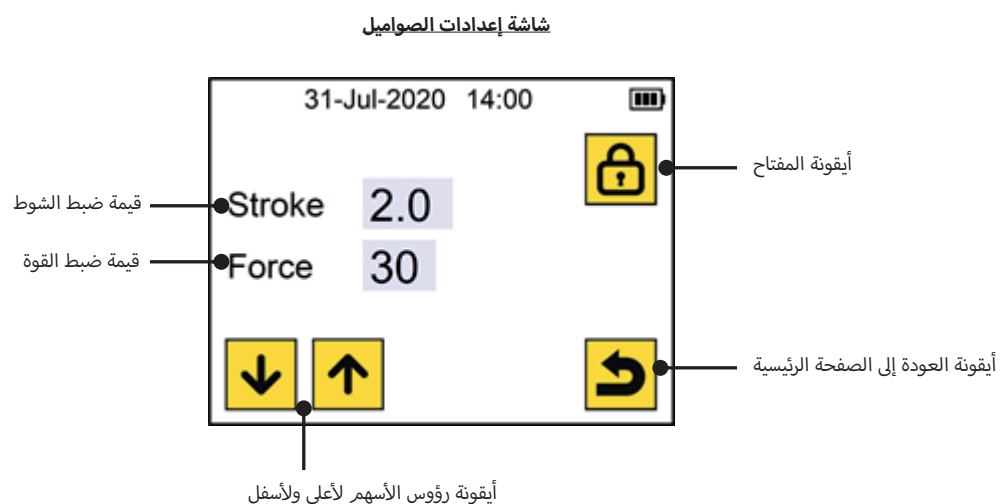 شاشة إعدادات الصواميل
31-Jul-2020 14:00
أيقونة المفتاح
قيمة ضبط الشوط
Stroke 2.0
قيمة ضبط القوة
Force 30
أيقونة العودة إلى الصفحة الرئيسية
أيقونة رؤوس الأسهم لأعلى ولأسفل